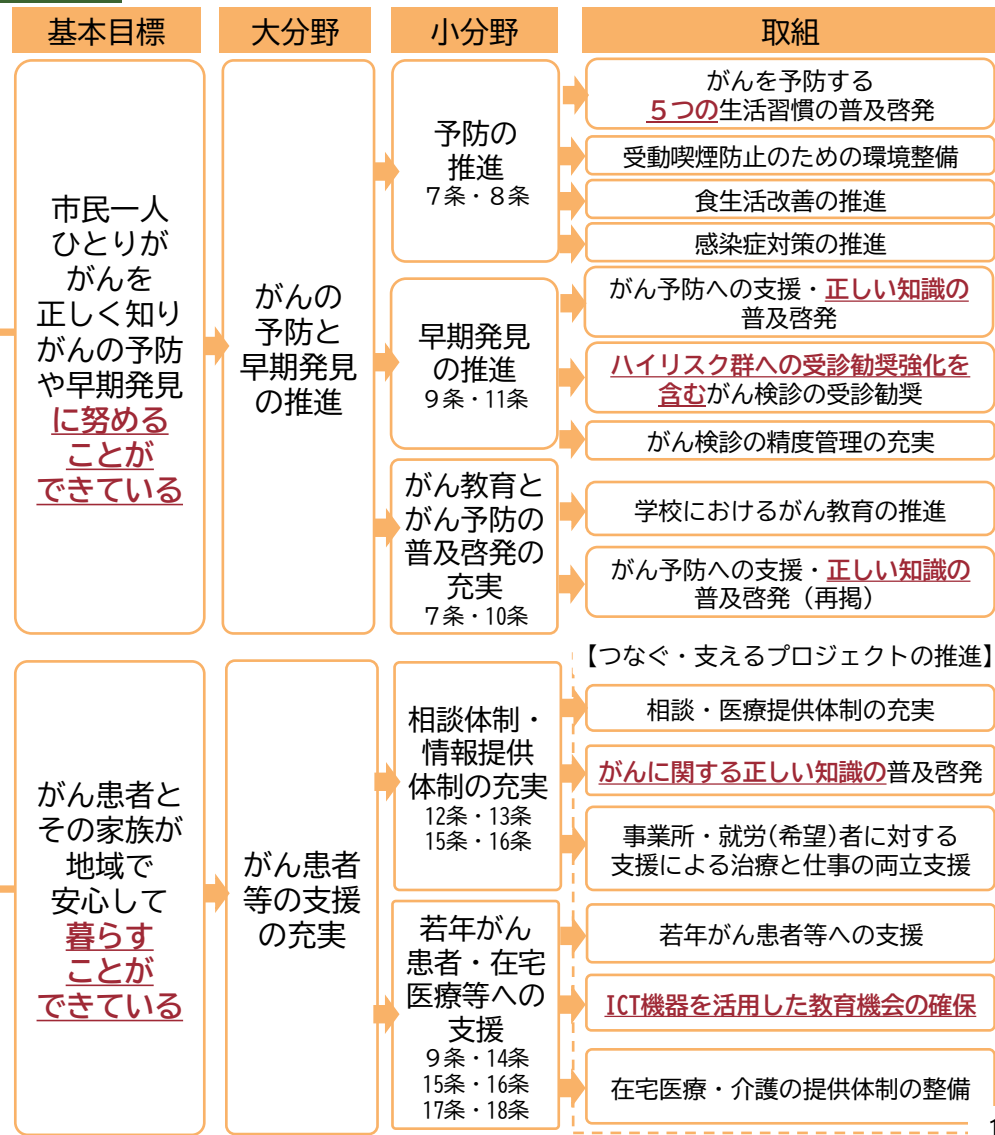 基本目標
大分野
小分野
取組
市民一人
ひとりが
がんを
正しく知り
がんの予防
や早期発見
に努める
ことが
できている
がんの
予防と
早期発見
の推進
予防の
推進
7条・8条
がんを予防する
５つの生活習慣の普及啓発
受動喫煙防止のための環境整備
食生活改善の推進
感染症対策の推進
早期発見
の推進
9条・11条
がん予防への支援・正しい知識の
普及啓発
ハイリスク群への受診勧奨強化を
含むがん検診の受診勧奨
がん検診の精度管理の充実
がん教育と
がん予防の
普及啓発の
充実
7条・10条
学校におけるがん教育の推進
がん予防への支援・正しい知識の
普及啓発（再掲）
がん患者と
その家族が
地域で
安心して
暮らす
ことが
できている
がん患者
等の支援
の充実
【つなぐ・支えるプロジェクトの推進】
相談体制・
情報提供
体制の充実
12条・13条
15条・16条
相談・医療提供体制の充実
がんに関する正しい知識の普及啓発
事業所・就労(希望)者に対する
支援による治療と仕事の両立支援
若年がん
患者・在宅
医療等への
支援
９条・14条
15条・16条
17条・18条
若年がん患者等への支援
ICT機器を活用した教育機会の確保
在宅医療・介護の提供体制の整備